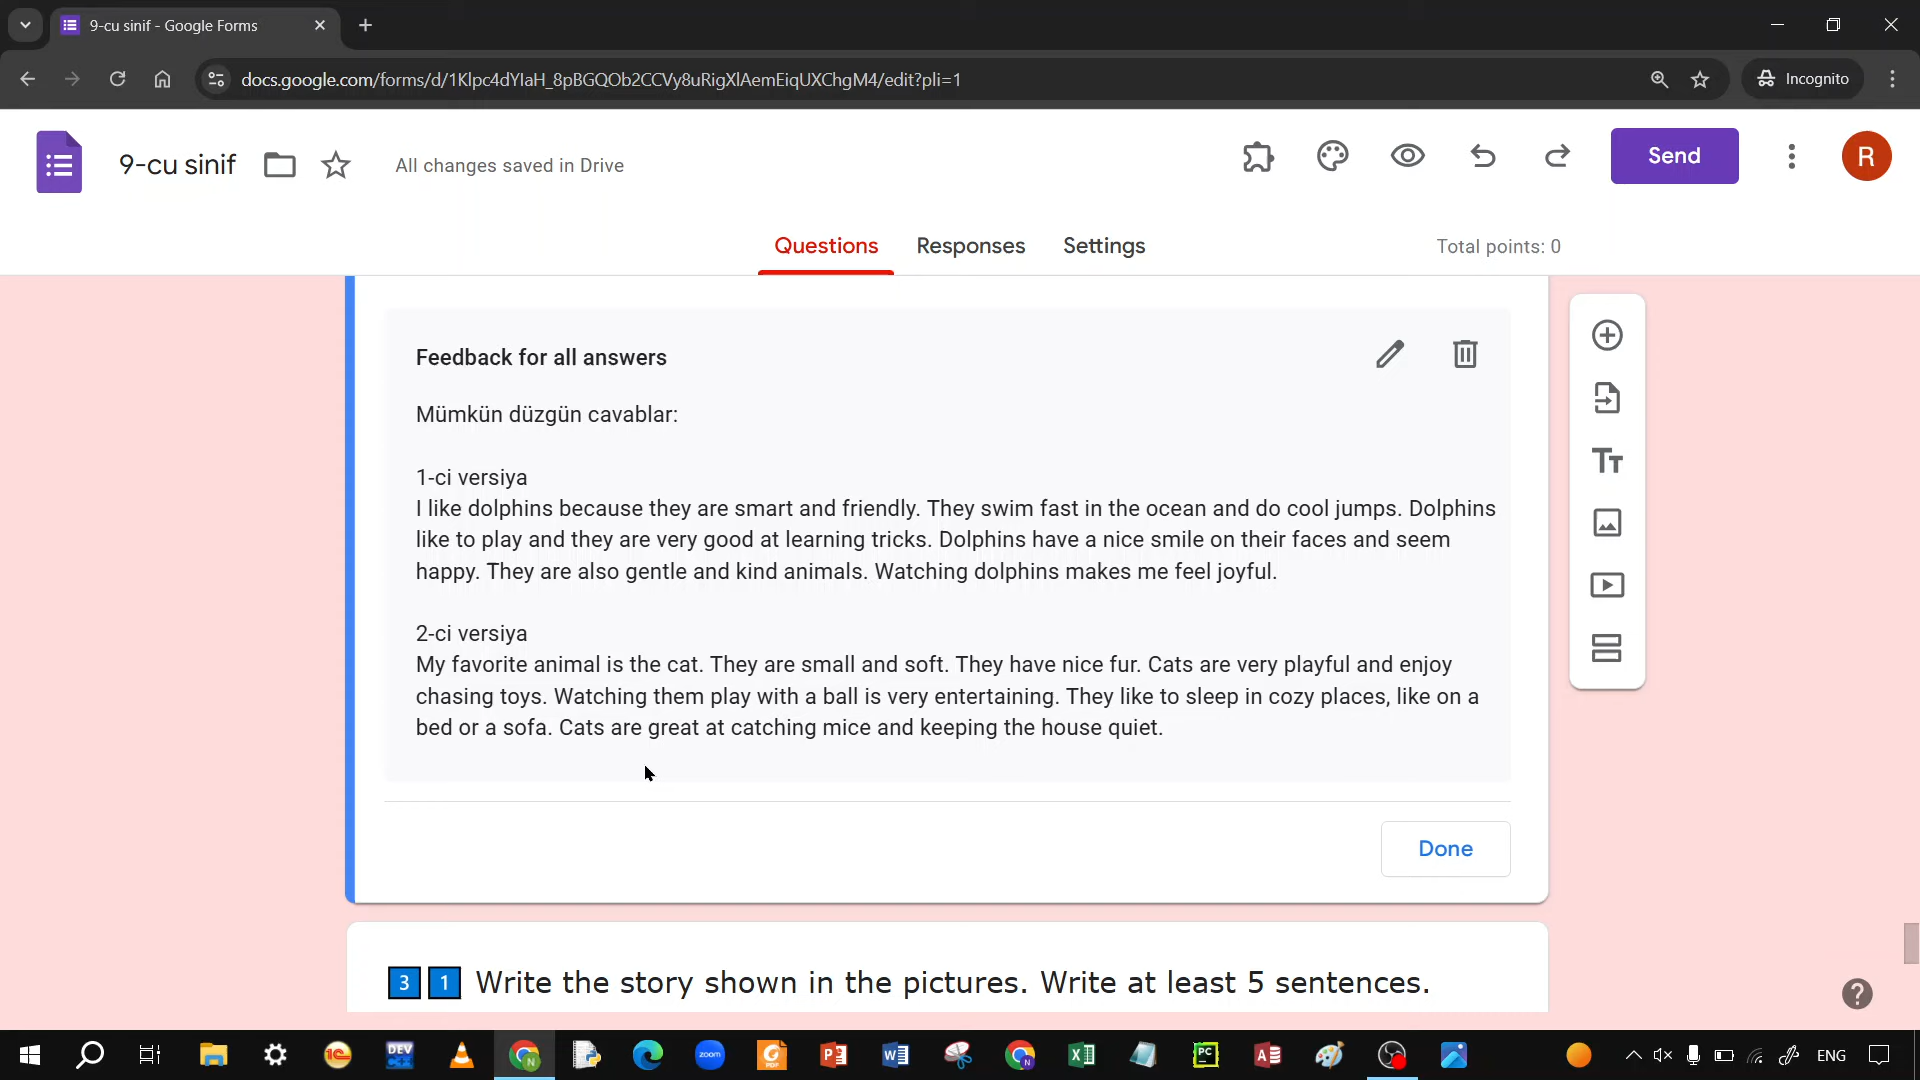 9-cu sinif - Google Forms
docs.google.com/forms/d/1Klpc4dYIaH_8pBGQOb2CCVy8uRigXlAemEiqUXChgM4/edit?pli=1
Incognito
9-cu sinif
All changes saved in Drive
Send
R
Questions
Responses
Settings
Total points: 0
Feedback for all answers
Mümkün düzgün cavablar:
1-ci versiya
I like dolphins because they are smart and friendly. They swim fast in the ocean and do cool jumps. Dolphins
like to play and they are very good at learning tricks. Dolphins have a nice smile on their faces and seem
happy. They are also gentle and kind animals. Watching dolphins makes me feel joyful.
2-ci versiya
My favorite animal is the cat. They are small and soft. They have nice fur. Cats are very playful and enjoy
chasing toys. Watching them play with a ball is very entertaining. They like to sleep in cozy places, like on a
bed or a sofa. Cats are great at catching mice and keeping the house quiet.
Done
3 1 Write the story shown in the pictures. Write at least 5 sentences.
DEV
zoom
PC
ENG